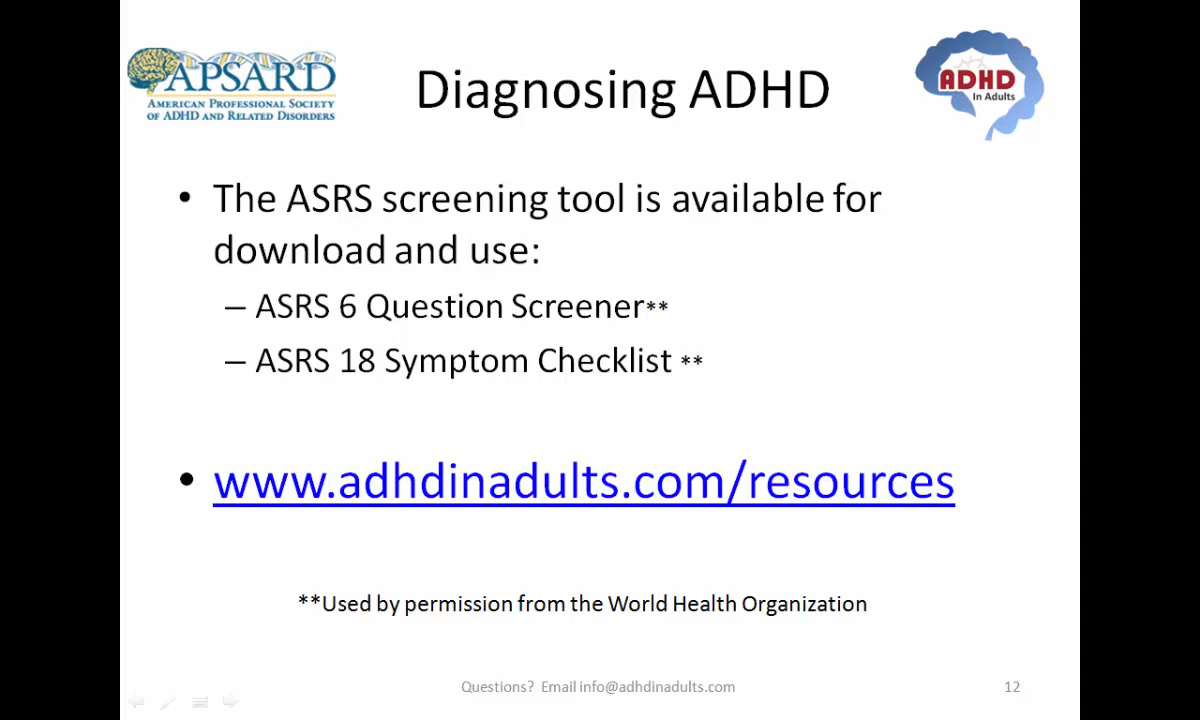 APSARD
American Professional Society
of ADHD and Related Disorders
Diagnosing ADHD
ADHD
In Adults
• The ASRS screening tool is available for
download and use:
– ASRS 6 Question Screener**
– ASRS 18 Symptom Checklist **
• www.adhdinadults.com/resources
**Used by permission from the World Health Organization
Questions? Email info@adhdinadults.com
12